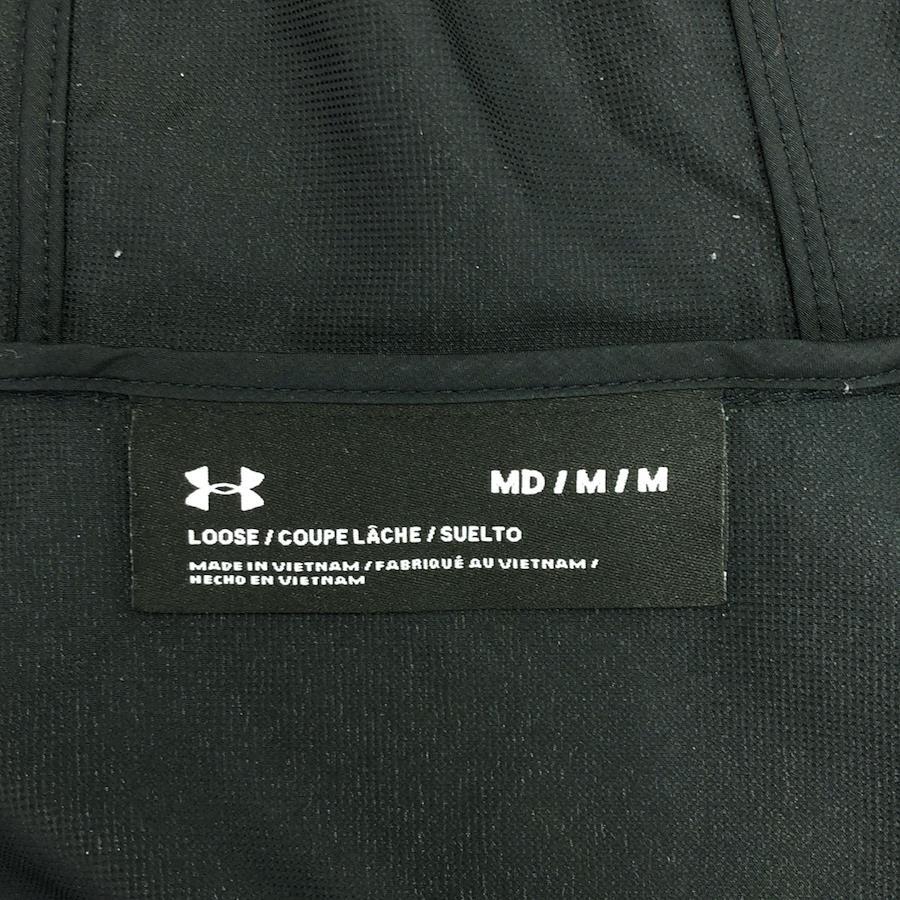 MD / M / M
LOOSE / COUPE LÂCHE / SUELTO
MADE IN VIETNAM / FABRIQUÉ AU VIETNAM /
HECHO EN VIETNAM